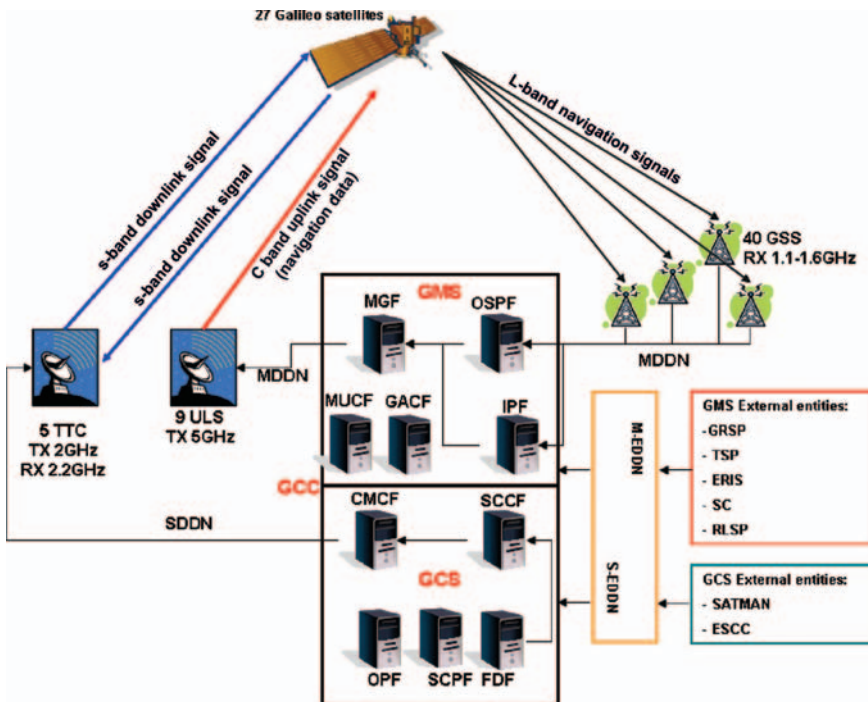 27 Galileo satellites
s-band downlink signal
s-band downlink signal
C band uplink signal
(navigation data)
L-band navigation signals
40 GSS
RX 1.1-1.6GHz
GMS
MGF
OSPF
MDDN
MDDN
5 TTC
TX 2GHz
RX 2.2GHz
9 ULS
TX 5GHz
MUCF
GACF
IPF
GCC
M-EDDN
S-EDDN
GMS External entities:
-GRSP
- TSP
- ERIS
- SC
- RLSP
SDDN
CMCF
SCCF
GCS
OPF
SCPF
FDF
GCS External entities:
- SATMAN
- ESCC